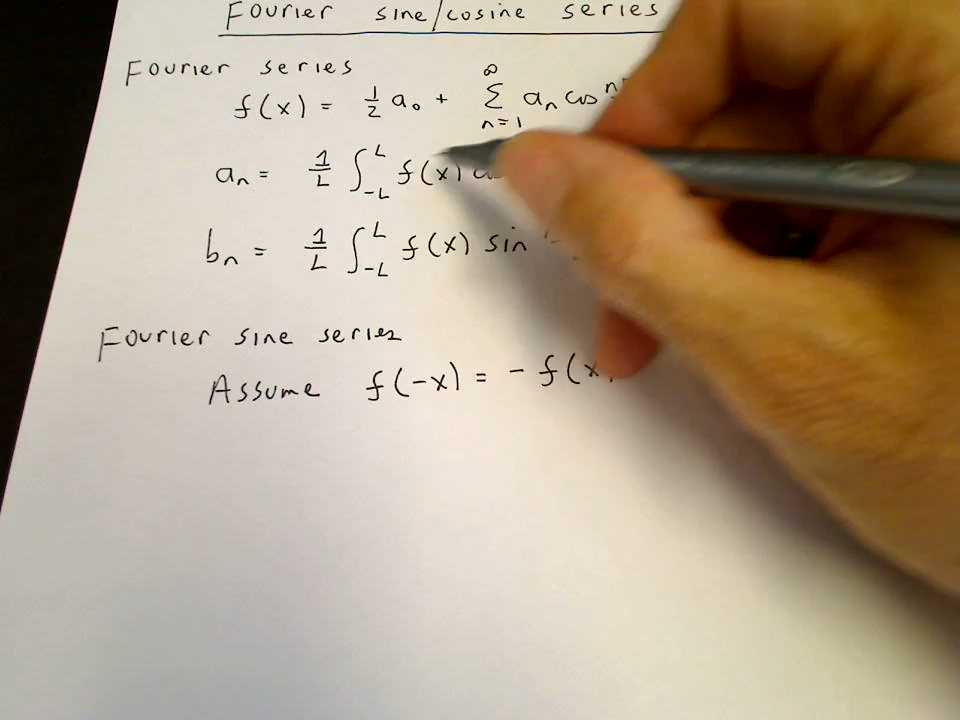 Fourier sine/cosine series
Fourier series
f(x) = 1/2 a₀ + ∑ₙ₌₁^∞ aₙ cos
aₙ = 1/L ∫₋L^L f(x)
bₙ = 1/L ∫₋L^L f(x) sin
Fourier sine series
Assume f(-x) = - f(x